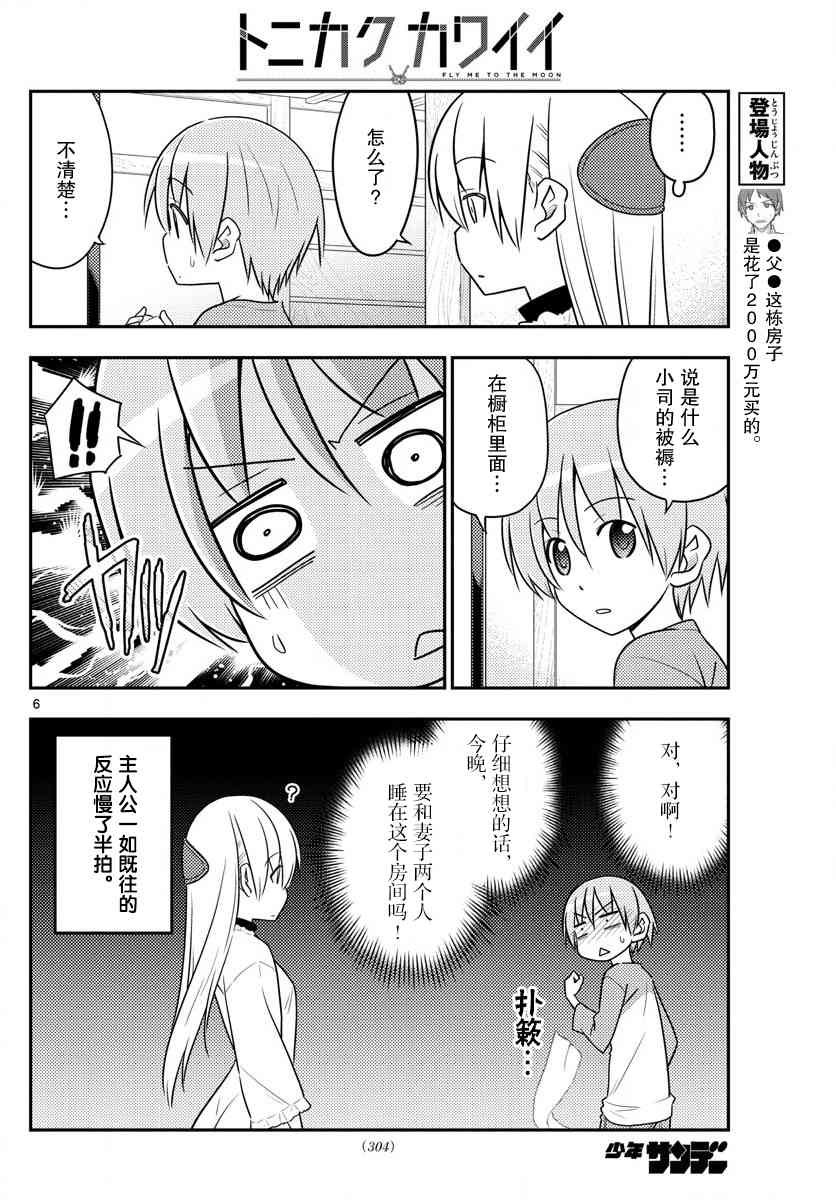 トニカクカワイイ
FLY ME TO THE MOON
登場人物
とうじょうじんぶつ
●父●这栋房子
是花了2000万元买的。
……
怎么了？
不清楚…
说是什么
小司的被褥…
在橱柜里面…
!!
カッ
6
对，对啊！
仔细想想的话，
今晚，
要和妻子两个人
睡在这个房间吗！
?
主人公一如既往的
反应慢了半拍。
扑簌…
(304)
少年サンデー